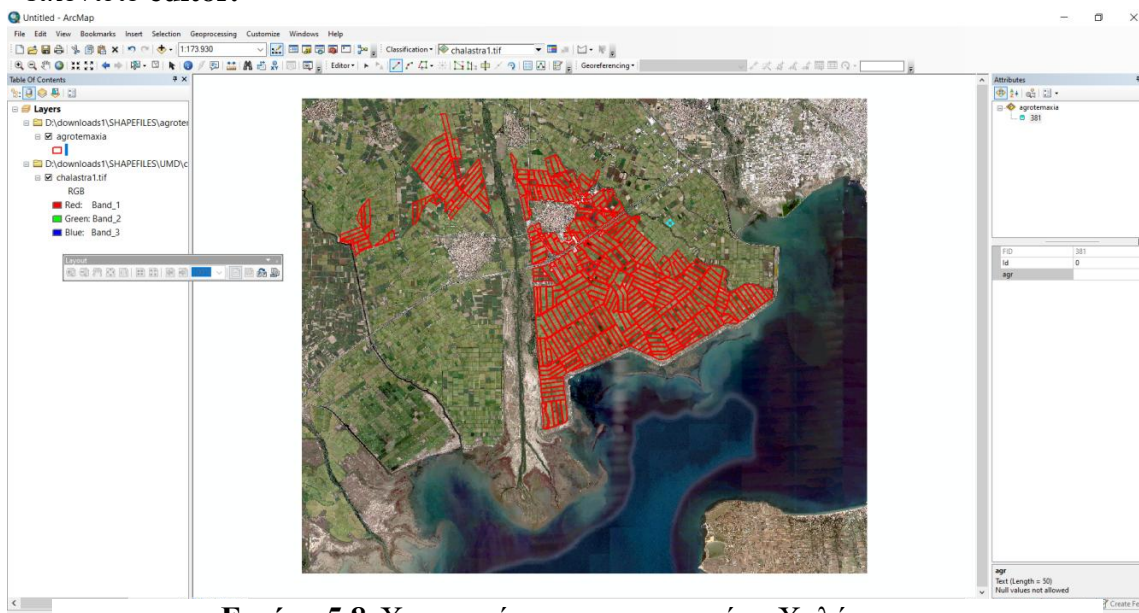 Untitled - ArcMap
File Edit View Bookmarks Insert Selection Geoprocessing Customize Windows Help
1:173.930
Classification
chalastra1.tif
Editor
Georeferencing
Table Of Contents
Layers
D:\downloads1\SHAPEFILES\agroter
agrotemaxia
D:\downloads1\SHAPEFILES\UMD\c
chalastra1.tif
RGB
Red: Band_1
Green: Band_2
Blue: Band_3
Layout
Attributes
agrotemaxia
381
FID 381
Id 0
agr
agr
Text (Length = 50)
Null values not allowed
Create Fe